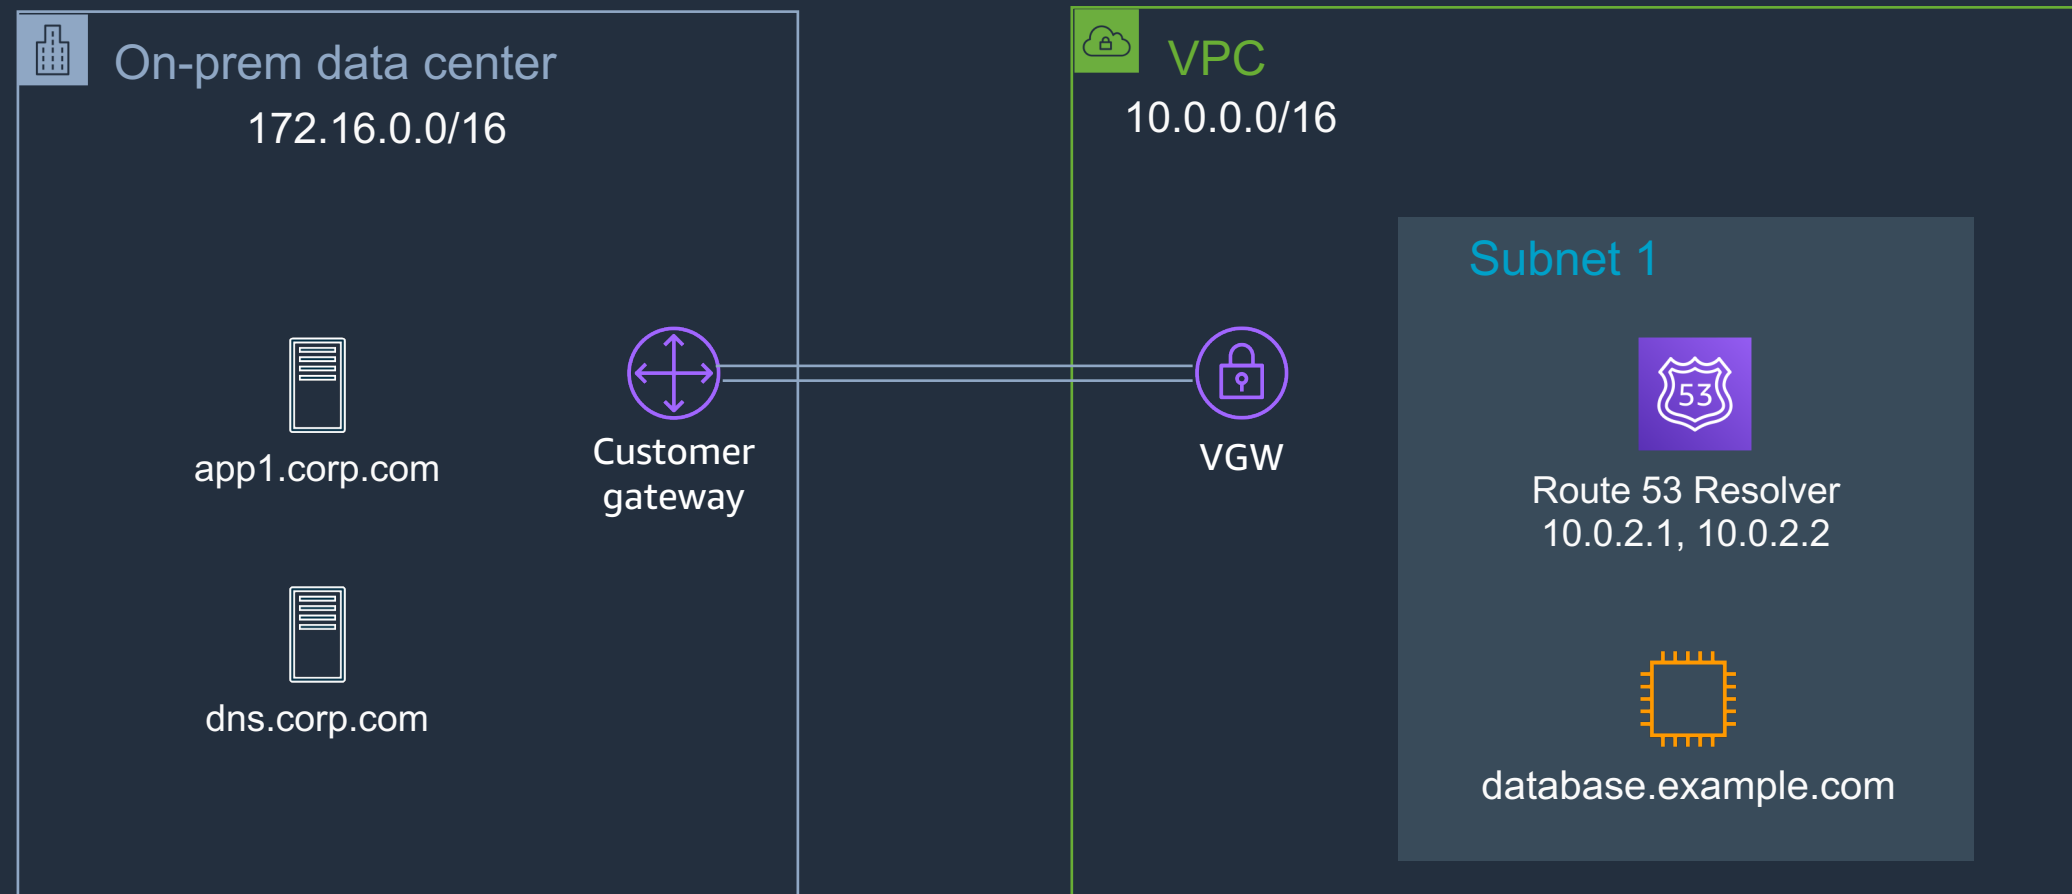 On-prem data center
172.16.0.0/16
app1.corp.com
dns.corp.com
Customer
gateway
VPC
10.0.0.0/16
VGW
Subnet 1
53
Route 53 Resolver
10.0.2.1, 10.0.2.2
database.example.com